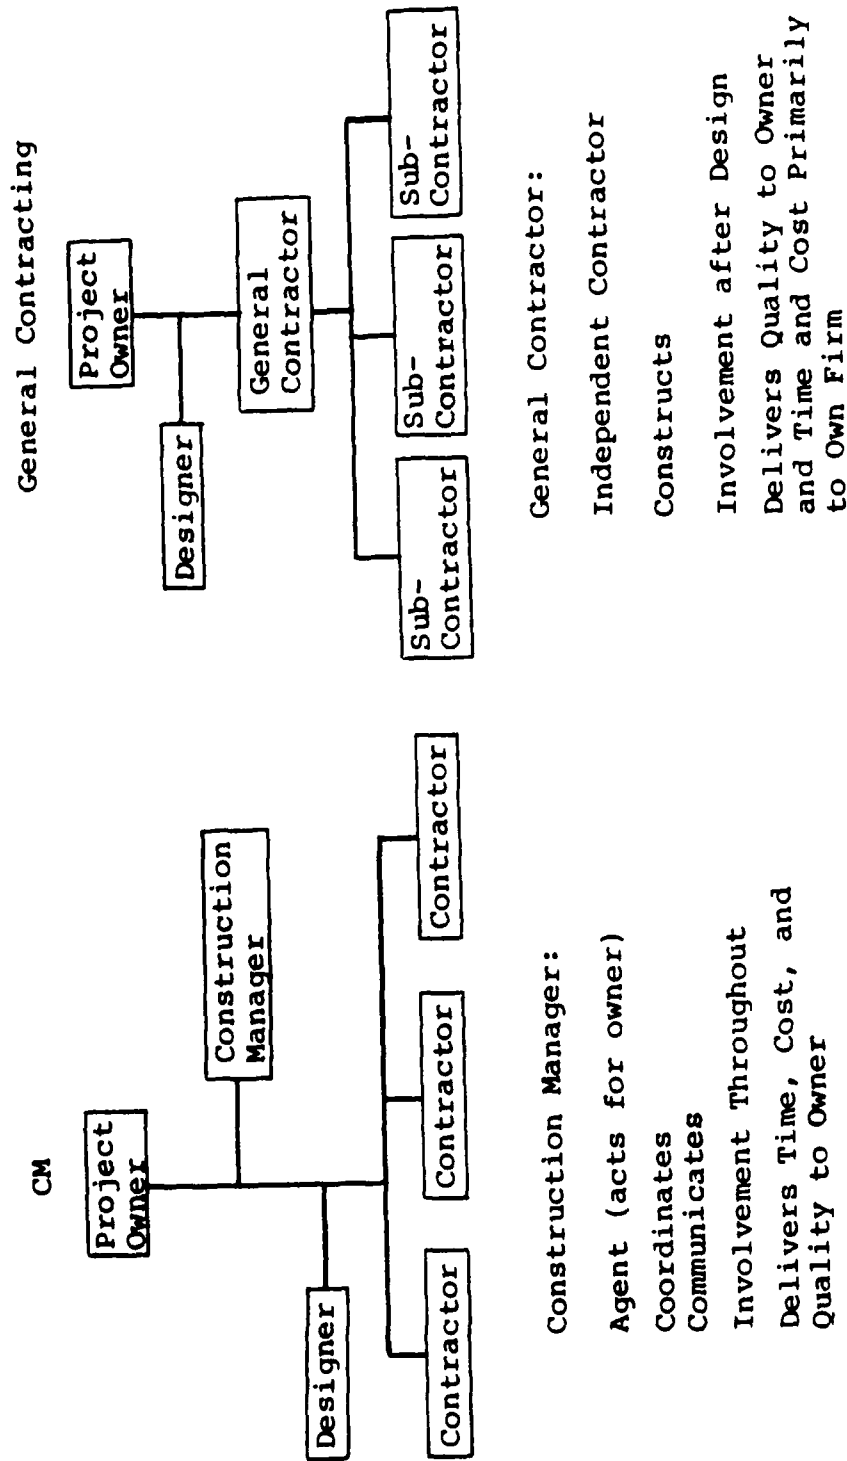 CM
Project
Owner
Construction
Manager
Designer
Contractor
Contractor
Contractor
Construction Manager:
Agent (acts for owner)
Coordinates
Communicates
Involvement Throughout
Delivers Time, Cost, and
Quality to Owner
General Contracting
Project
Owner
Designer
General
Contractor
Sub-
Contractor
Sub-
Contractor
Sub-
Contractor
General Contractor:
Independent Contractor
Constructs
Involvement after Design
Delivers Quality to Owner
and Time and Cost Primarily
to Own Firm